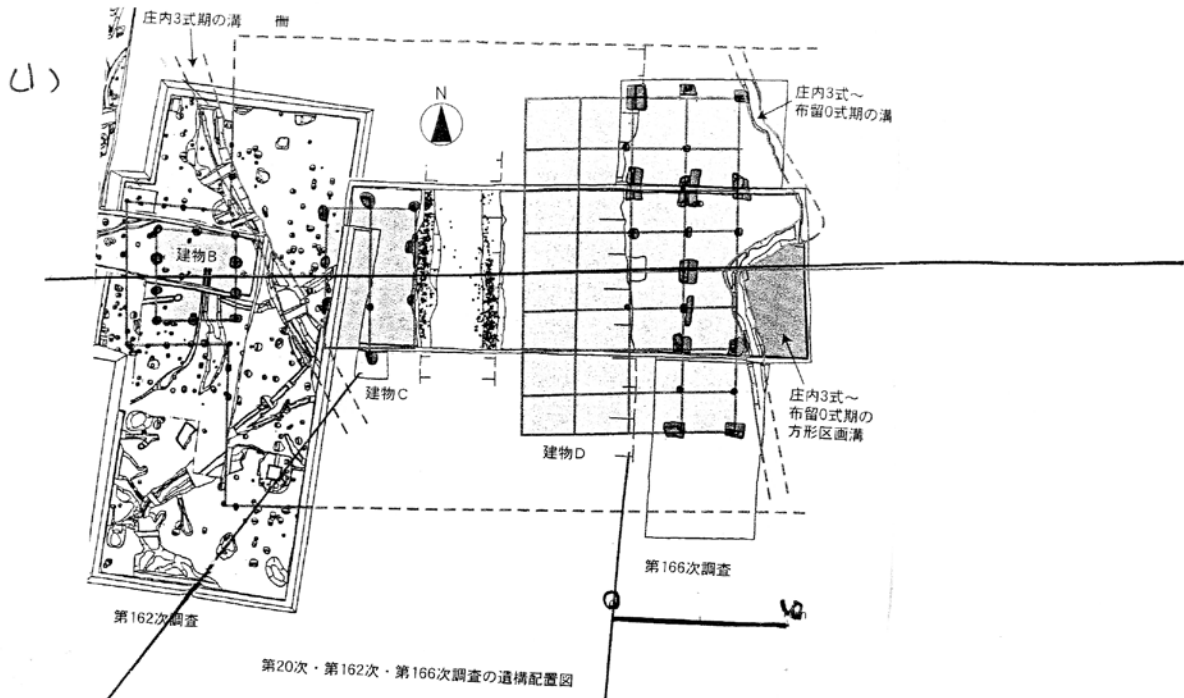 庄内3式期の溝
柵
(1)
N
庄内3式~
布留0式期の溝
建物B
建物C
建物D
庄内3式~
布留0式期の
方形区画溝
第166次調査
第162次調査
0
10m
第20次・第162次・第166次調査の遺構配置図